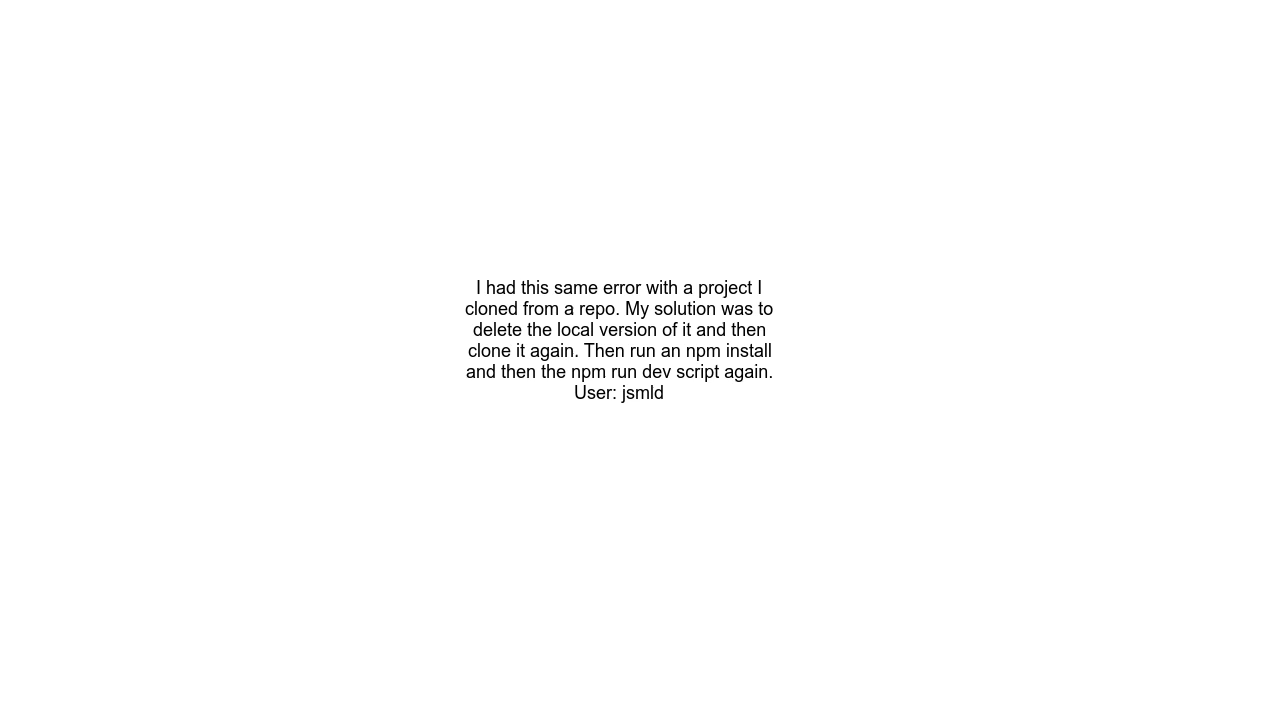 I had this same error with a project I
cloned from a repo. My solution was to
delete the local version of it and then
clone it again. Then run an npm install
and then the npm run dev script again.
User: jsmld